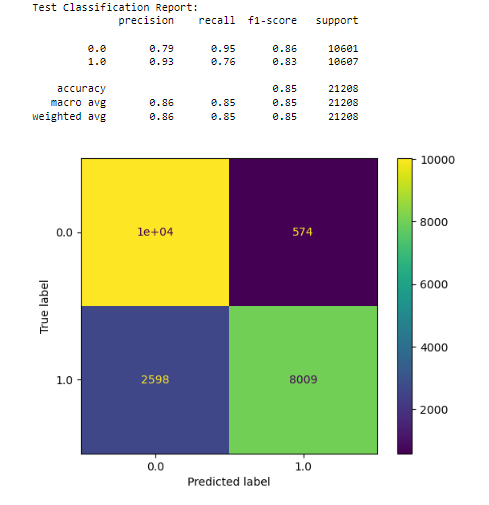 Test Classification Report:
precision recall f1-score support
0.0 0.79 0.95 0.86 10601
1.0 0.93 0.76 0.83 10607
accuracy 0.85 21208
macro avg 0.86 0.85 0.85 21208
weighted avg 0.86 0.85 0.85 21208
10000
0.0 1e+04 574
8000
6000
True label
4000
1.0 2598 8009
2000
0.0 1.0
Predicted label